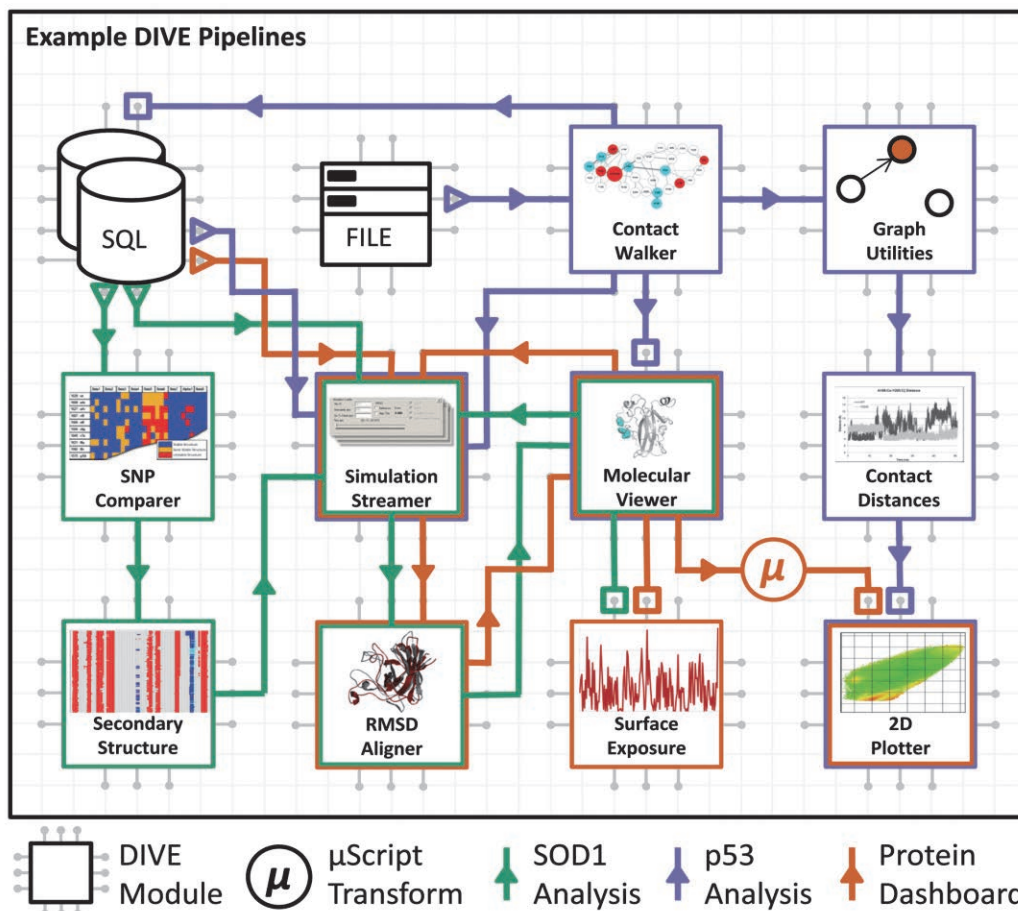 Example DIVE Pipelines
SQL
FILE
Contact
Walker
Graph
Utilities
SNP
Comparer
Simulation
Streamer
Molecular
Viewer
Contact
Distances
μ
Secondary
Structure
RMSD
Aligner
Surface
Exposure
2D
Plotter
DIVE
Module
μ
μScript
Transform
SOD1
Analysis
p53
Analysis
Protein
Dashboard